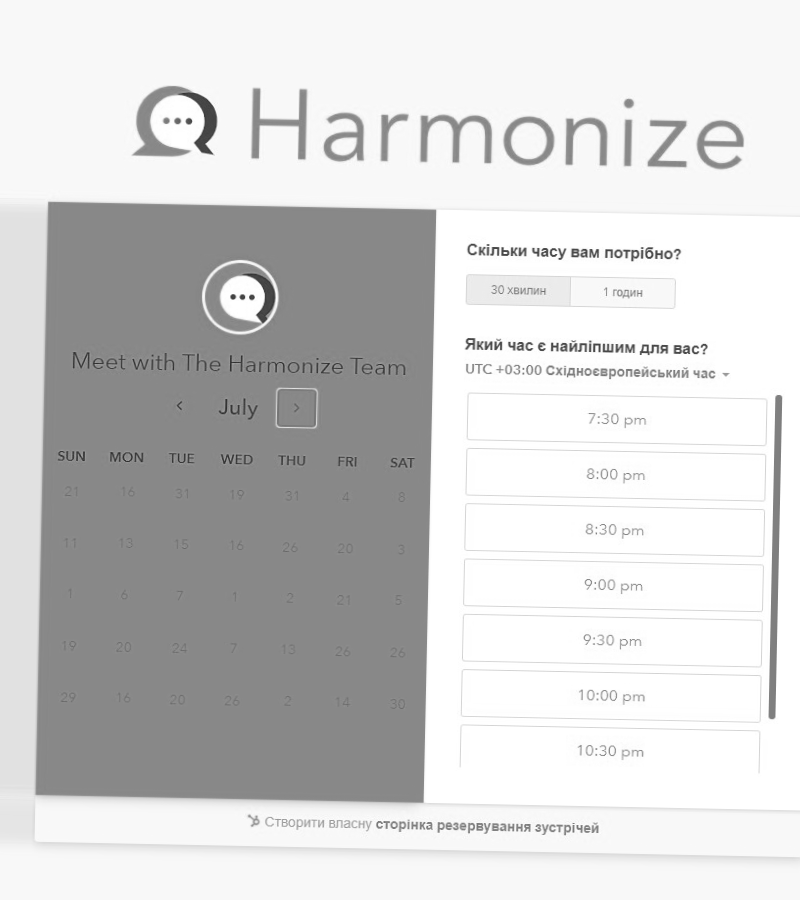 Harmonize
Meet with The Harmonize Team
July
SUN MON TUE WED THU FRI SAT
21 16 31 19 31 4 8
11 13 15 16 26 20 3
1 6 7 1 2 21 5
19 20 24 7 13 26 26
29 16 20 26 2 14 30
Скільки часу вам потрібно?
30 хвилин 1 годин
Який час є найліпшим для вас?
UTC +03:00 Східноєвропейський час
7:30 pm
8:00 pm
8:30 pm
9:00 pm
9:30 pm
10:00 pm
10:30 pm
Створити власну сторінка резервування зустрічей